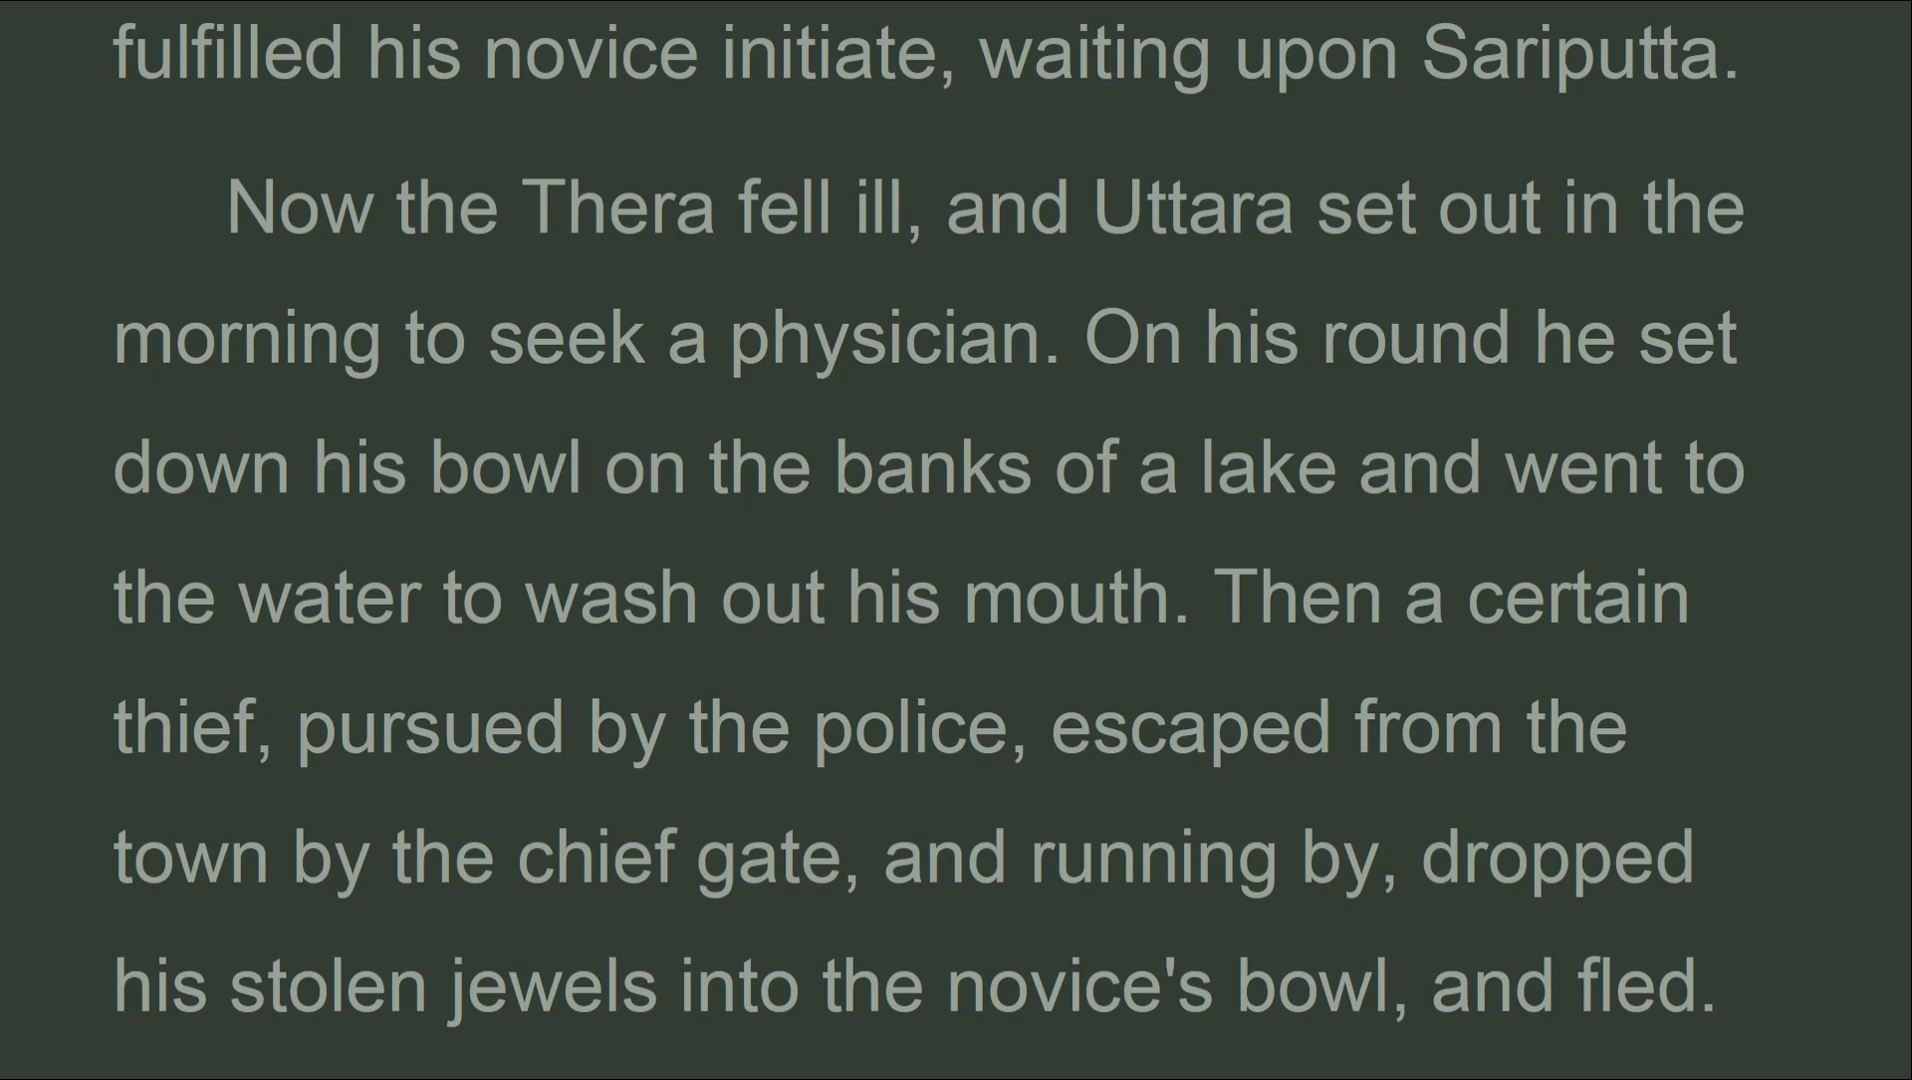 fulfilled his novice initiate, waiting upon Sariputta.
Now the Thera fell ill, and Uttara set out in the
morning to seek a physician. On his round he set
down his bowl on the banks of a lake and went to
the water to wash out his mouth. Then a certain
thief, pursued by the police, escaped from the
town by the chief gate, and running by, dropped
his stolen jewels into the novice's bowl, and fled.